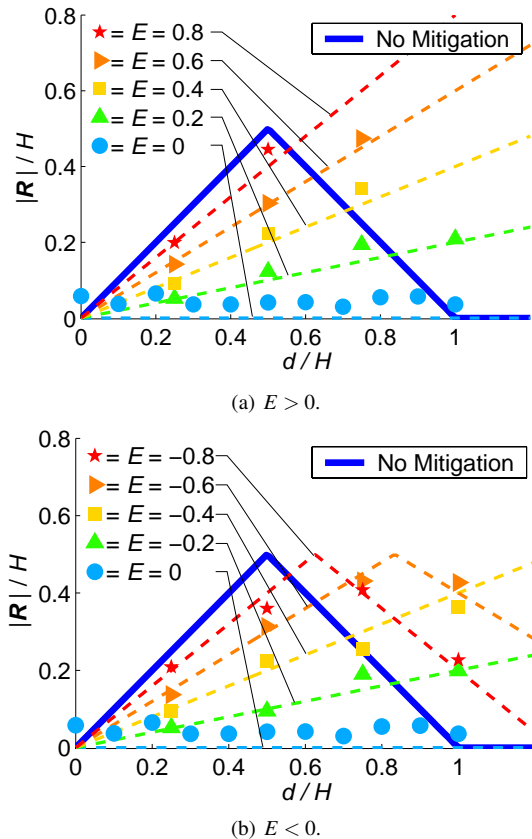 0.8
0.6
0.4
0.2
0
|R| / H
= E = 0.8
= E = 0.6
= E = 0.4
= E = 0.2
= E = 0
No Mitigation
0 0.2 0.4 0.6 0.8 1
d / H
(a) E > 0.
0.8
0.6
0.4
0.2
0
|R| / H
= E = −0.8
= E = −0.6
= E = −0.4
= E = −0.2
= E = 0
No Mitigation
0 0.2 0.4 0.6 0.8 1
d / H
(b) E < 0.